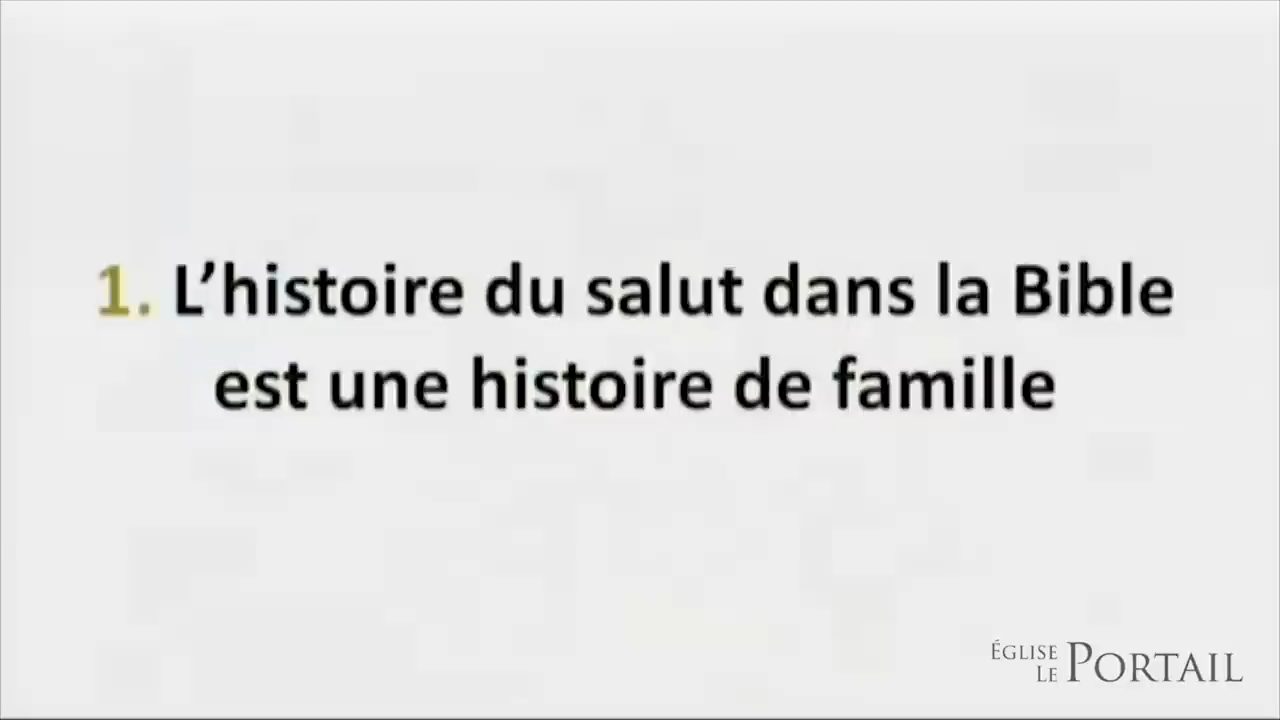 1. L’histoire du salut dans la Bible
est une histoire de famille
ÉGLISE
LE PORTAIL